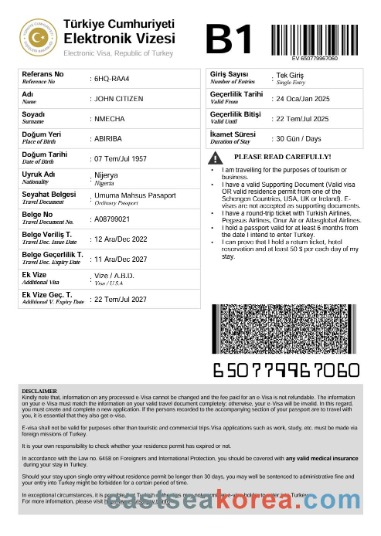 Türkiye Cumhuriyeti
Elektronik Vizesi
Electronic Visa, Republic of Turkey
B1
EV 650779967060
Referans No : 6HQ-RAA4
Reference No
Adı : JOHN CITIZEN
Name
Soyadı : NMECHA
Surname
Doğum Yeri : ABIRIBA
Place of Birth
Doğum Tarihi : 07 Tem/Jul 1957
Date of Birth
Uyruk Adı : Nijerya
Nationality Nigeria
Seyahat Belgesi : Umuma Mahsus Pasaport
Travel Document Ordinary Passport
Belge No : A08799021
Travel Document No.
Belge Veriliş T. : 12 Ara/Dec 2022
Travel Doc. Issue Date
Belge Geçerlilik T. : 11 Ara/Dec 2027
Travel Doc. Expiry Date
Ek Vize : Vize / A.B.D.
Additional Visa Visa / U.S.A
Ek Vize Geç. T. : 22 Tem/Jul 2027
Additional V. Expiry Date
Giriş Sayısı : Tek Giriş
Number of Entries Single Entry
Geçerlilik Tarihi : 24 Oca/Jan 2025
Valid From
Geçerlilik Bitişi : 22 Tem/Jul 2025
Valid Until
İkamet Süresi : 30 Gün / Days
Duration of Stay
PLEASE READ CAREFULLY!
• I am travelling for the purposes of tourism or
business.
• I have a valid Supporting Document (Valid visa
OR valid residence permit from one of the
Schengen Countries, USA, UK or Ireland). E-
visas are not accepted as supporting documents.
• I have a round-trip ticket with Turkish Airlines,
Pegasus Airlines, Onur Air or Atlasglobal Airlines.
• I hold a passport valid for at least 6 months from
the date I intend to enter Turkey.
• I can prove that I hold a return ticket, hotel
reservation and at least 50 $ per each day of my
stay.
650779967060
DISCLAIMER
Kindly note that, information on any processed e-Visa cannot be changed and the fee paid for an e-Visa is not refundable. The information
on your e-Visa must match the information on your valid travel document completely; otherwise, your e-Visa will be invalid. In this regard,
you must create and complete a new application. If the persons recorded to the accompanying section of your passport are to travel with
you, it is essential that they also get e-visa.
E-visa shall not be valid for purposes other than touristic and commercial trips. Visa applications such as work, study, etc. must be made via
foreign missions of Turkey.
It is your own responsibility to check whether your residence permit has expired or not.
In accordance with the Law no. 6458 on Foreigners and International Protection, you should be covered with any valid medical insurance
during your stay in Turkey.
Should your stay upon single entry without residence permit be longer than 30 days, you may will be sentenced to administrative fine and
your entry into Turkey might be forbidden for a certain period of time.
In exceptional circumstances, it is possible that Turkish authorities may not
For more information, please visit
eastseakorea.com